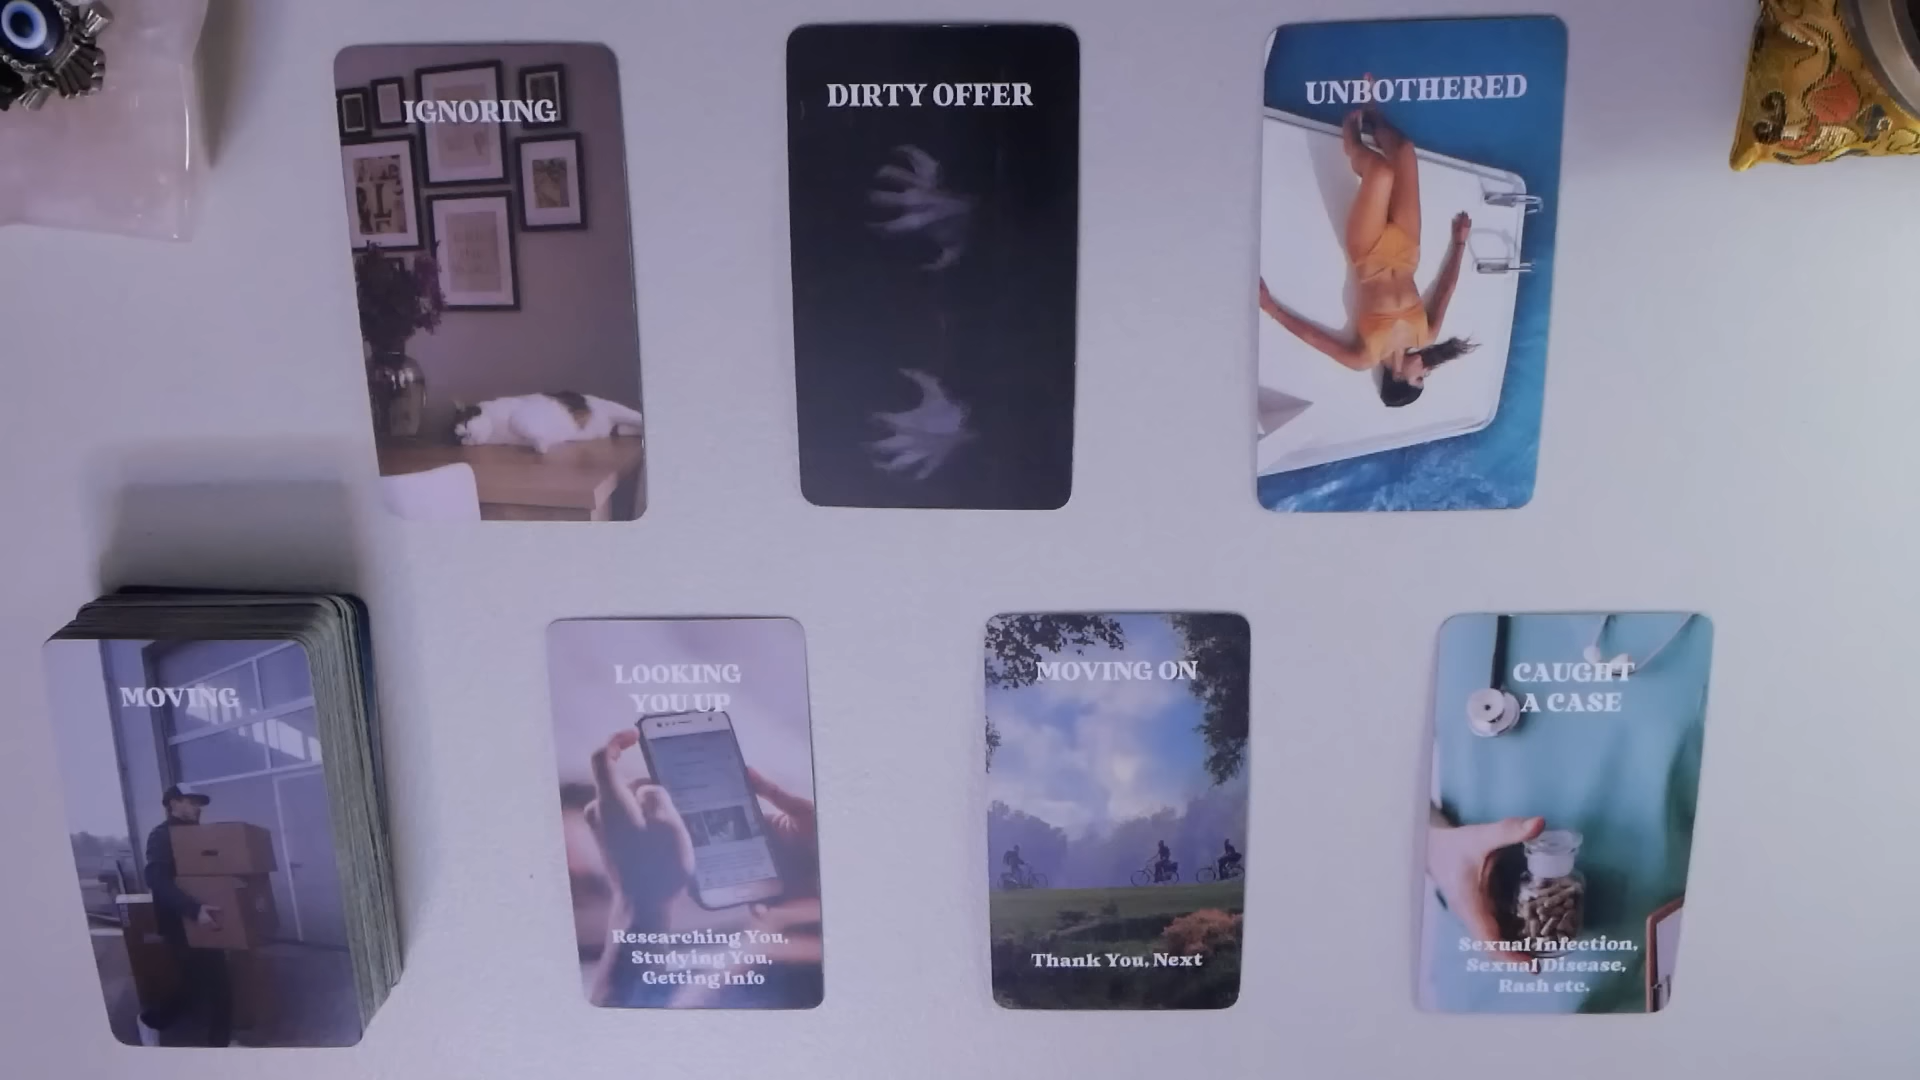 IGNORING
DIRTY OFFER
UNBOTHERED
MOVING
LOOKING
YOU UP
Researching You,
Studying You,
Getting Info
MOVING ON
Thank You, Next
CAUGHT
A CASE
Sexual Infection,
Sexual Disease,
Rash etc.